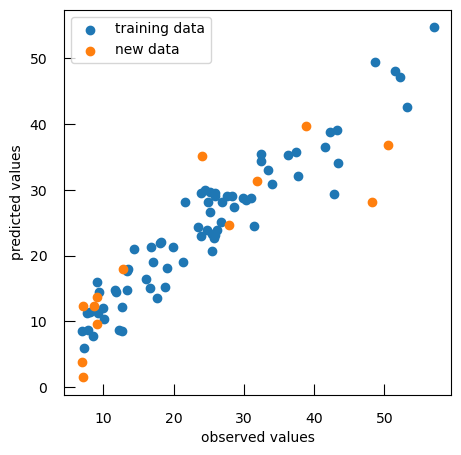 training data
new data
50
40
30
20
10
0
predicted values
10
20
30
40
50
observed values